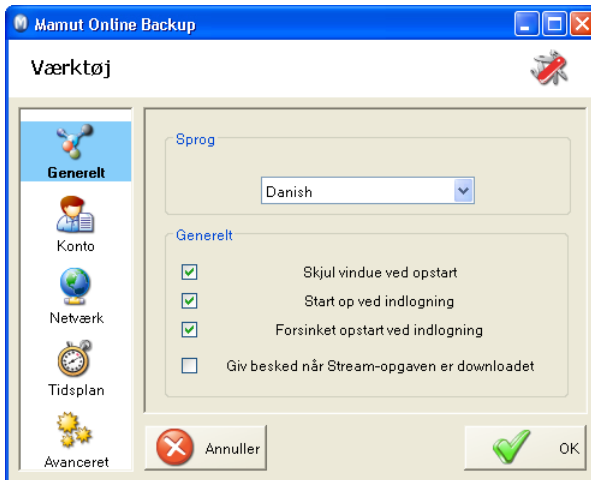 Mamut Online Backup
Værktøj
Generelt
Konto
Netværk
Tidsplan
Avanceret
Sprog
Danish
Generelt
Skjul vindue ved opstart
Start op ved indlogning
Forsinket opstart ved indlogning
Giv besked når Stream-opgaven er downloadet
Annuller
OK